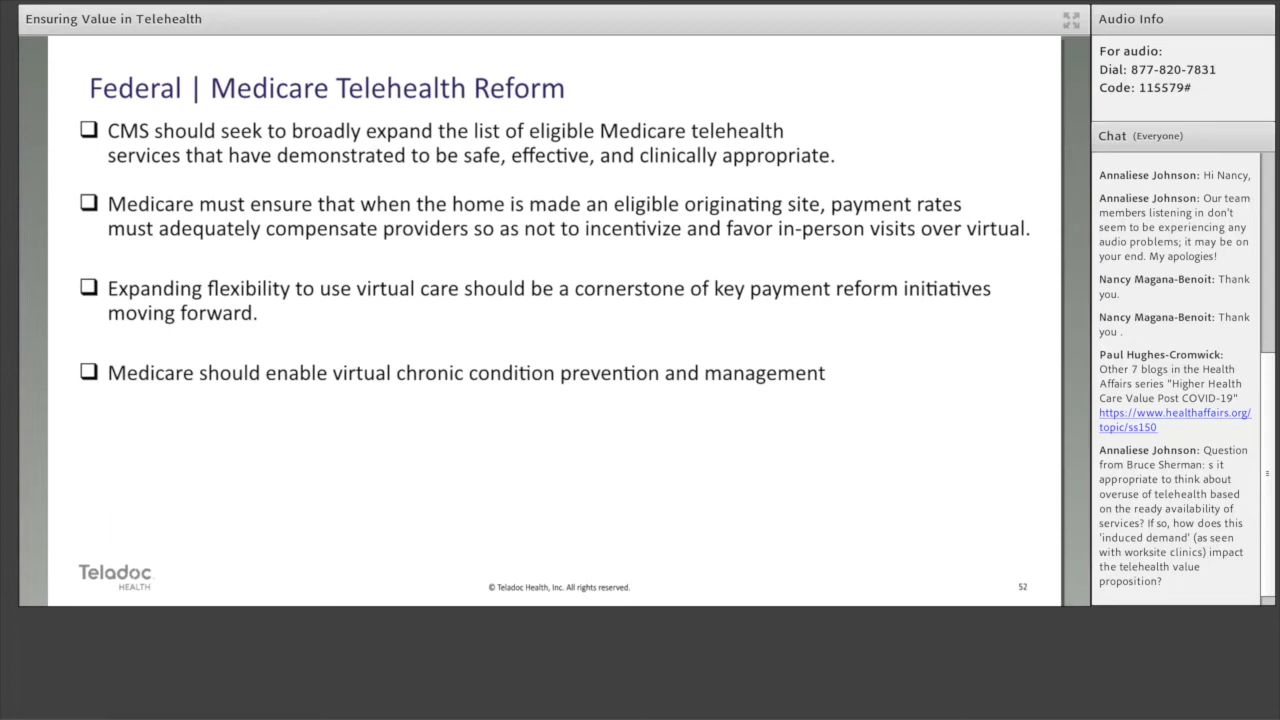 Ensuring Value in Telehealth
Federal | Medicare Telehealth Reform
CMS should seek to broadly expand the list of eligible Medicare telehealth
services that have demonstrated to be safe, effective, and clinically appropriate.
Medicare must ensure that when the home is made an eligible originating site, payment rates
must adequately compensate providers so as not to incentivize and favor in-person visits over virtual.
Expanding flexibility to use virtual care should be a cornerstone of key payment reform initiatives
moving forward.
Medicare should enable virtual chronic condition prevention and management
Teladoc
HEALTH
© Teladoc Health, Inc. All rights reserved.
52
Audio Info
For audio:
Dial: 877-820-7831
Code: 115579#
Chat (Everyone)
Annaliese Johnson: Hi Nancy,
Annaliese Johnson: Our team
members listening in don't
seem to be experiencing any
audio problems; it may be on
your end. My apologies!
Nancy Magana-Benoit: Thank
you.
Nancy Magana-Benoit: Thank
you .
Paul Hughes-Cromwick:
Other 7 blogs in the Health
Affairs series "Higher Health
Care Value Post COVID-19"
https://www.healthaffairs.org/
topic/ss150
Annaliese Johnson: Question
from Bruce Sherman: s it
appropriate to think about
overuse of telehealth based
on the ready availability of
services? If so, how does this
'induced demand' (as seen
with worksite clinics) impact
the telehealth value
proposition?